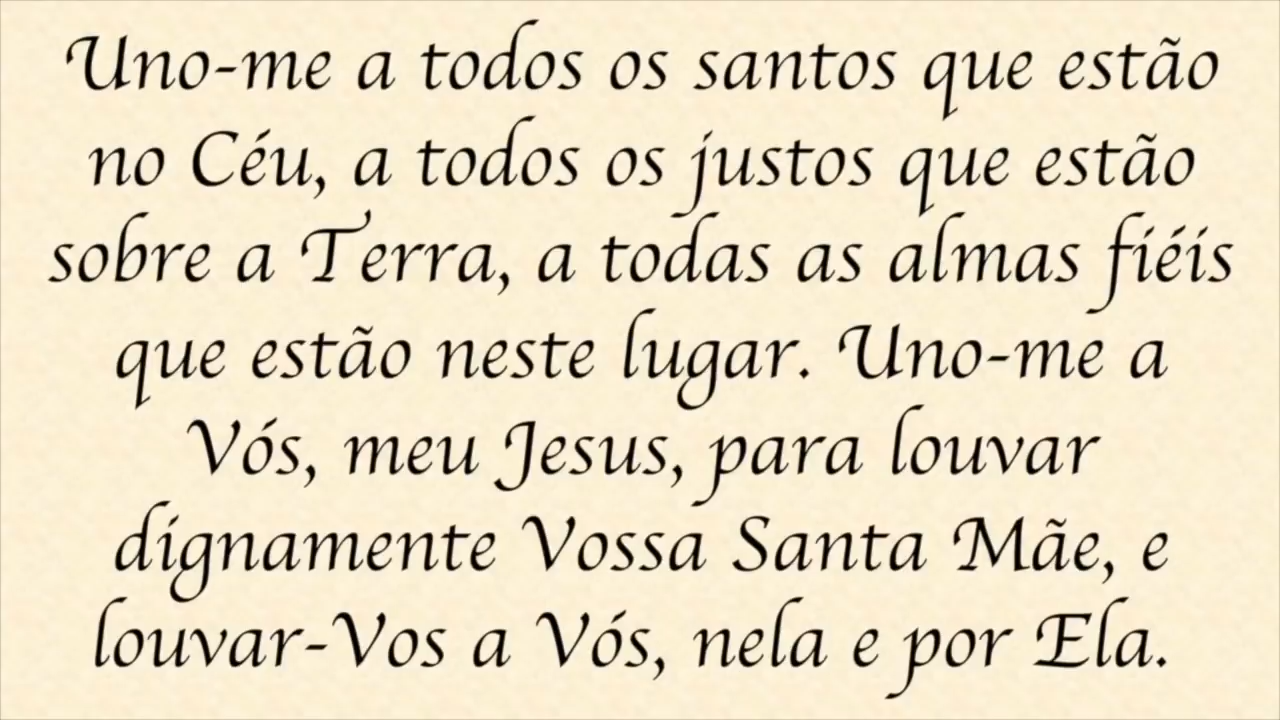 Uno-me a todos os santos que estão
no Céu, a todos os justos que estão
sobre a Terra, a todas as almas fiéis
que estão neste lugar. Uno-me a
Vós, meu Jesus, para louvar
dignamente Vossa Santa Mãe, e
louvar-Vos a Vós, nela e por Ela.